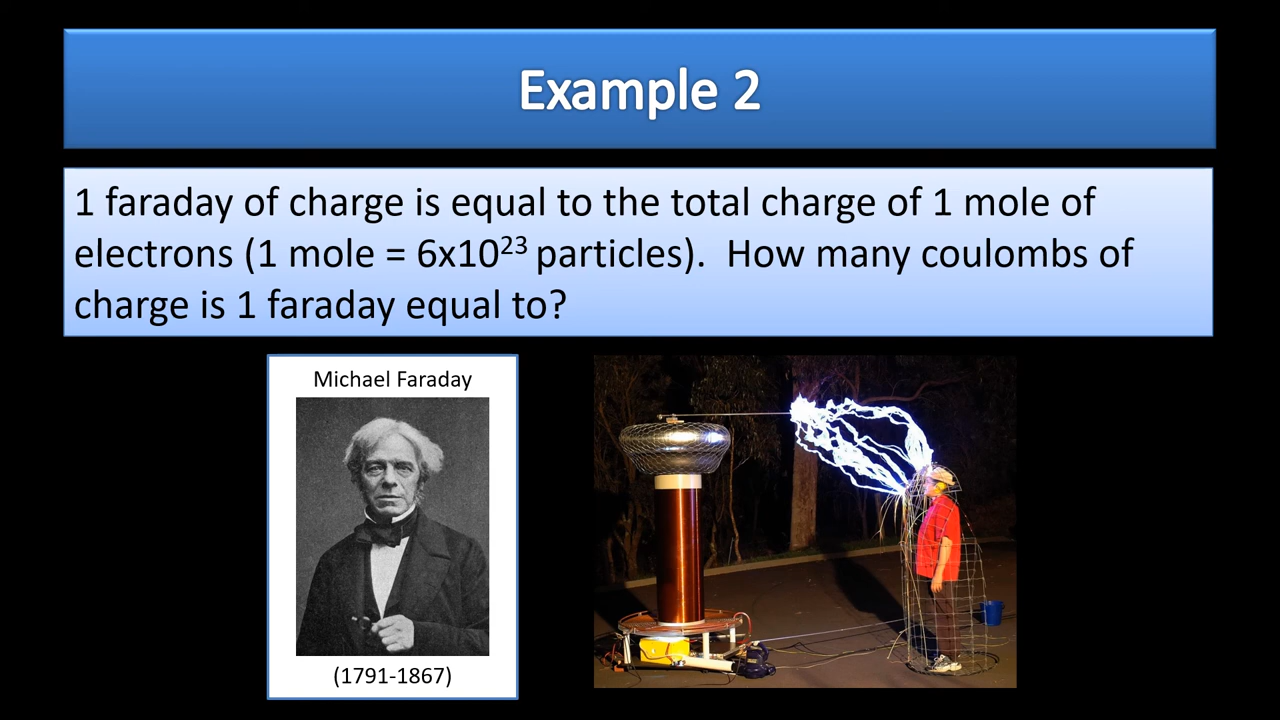 Example 2
1 faraday of charge is equal to the total charge of 1 mole of
electrons (1 mole = 6x10²³ particles).  How many coulombs of
charge is 1 faraday equal to?
Michael Faraday
(1791-1867)